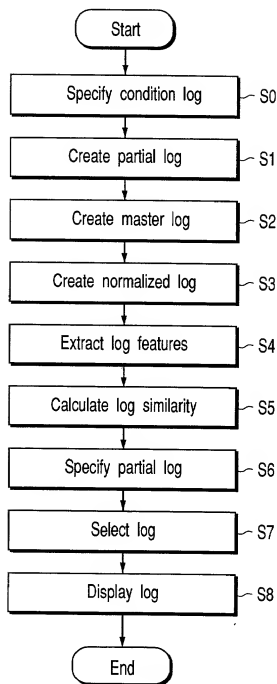 Start
Specify condition log S0
Create partial log S1
Create master log S2
Create normalized log S3
Extract log features S4
Calculate log similarity S5
Specify partial log S6
Select log S7
Display log S8
End